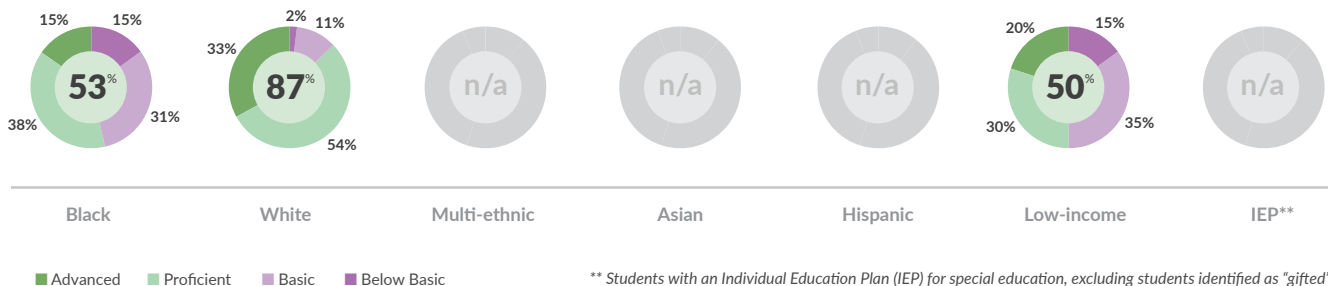 15% 15% 2% 11% 20% 15%
33%
53% 87% n/a n/a n/a 50% n/a
38% 31% 54% 30% 35%
Black White Multi-ethnic Asian Hispanic Low-income IEP**
Advanced Proficient Basic Below Basic ** Students with an Individual Education Plan (IEP) for special education, excluding students identified as "gifted"